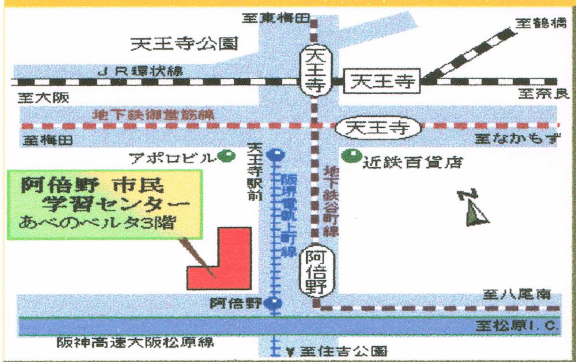 至東梅田
至鶴橋
天王寺公園
天王寺
天王寺
JR環状線
至大阪
至奈良
地下鉄御堂筋線
天王寺
至梅田
至なかもず
アポロビル
天王寺駅前
近鉄百貨店
阪堺電軌上町線
地下鉄谷町線
阿倍野 市民
学習センター
あべのベルタ3階
N
阿倍野
阿倍野
至八尾南
至松原I.C.
阪神高速大阪松原線
至住吉公園